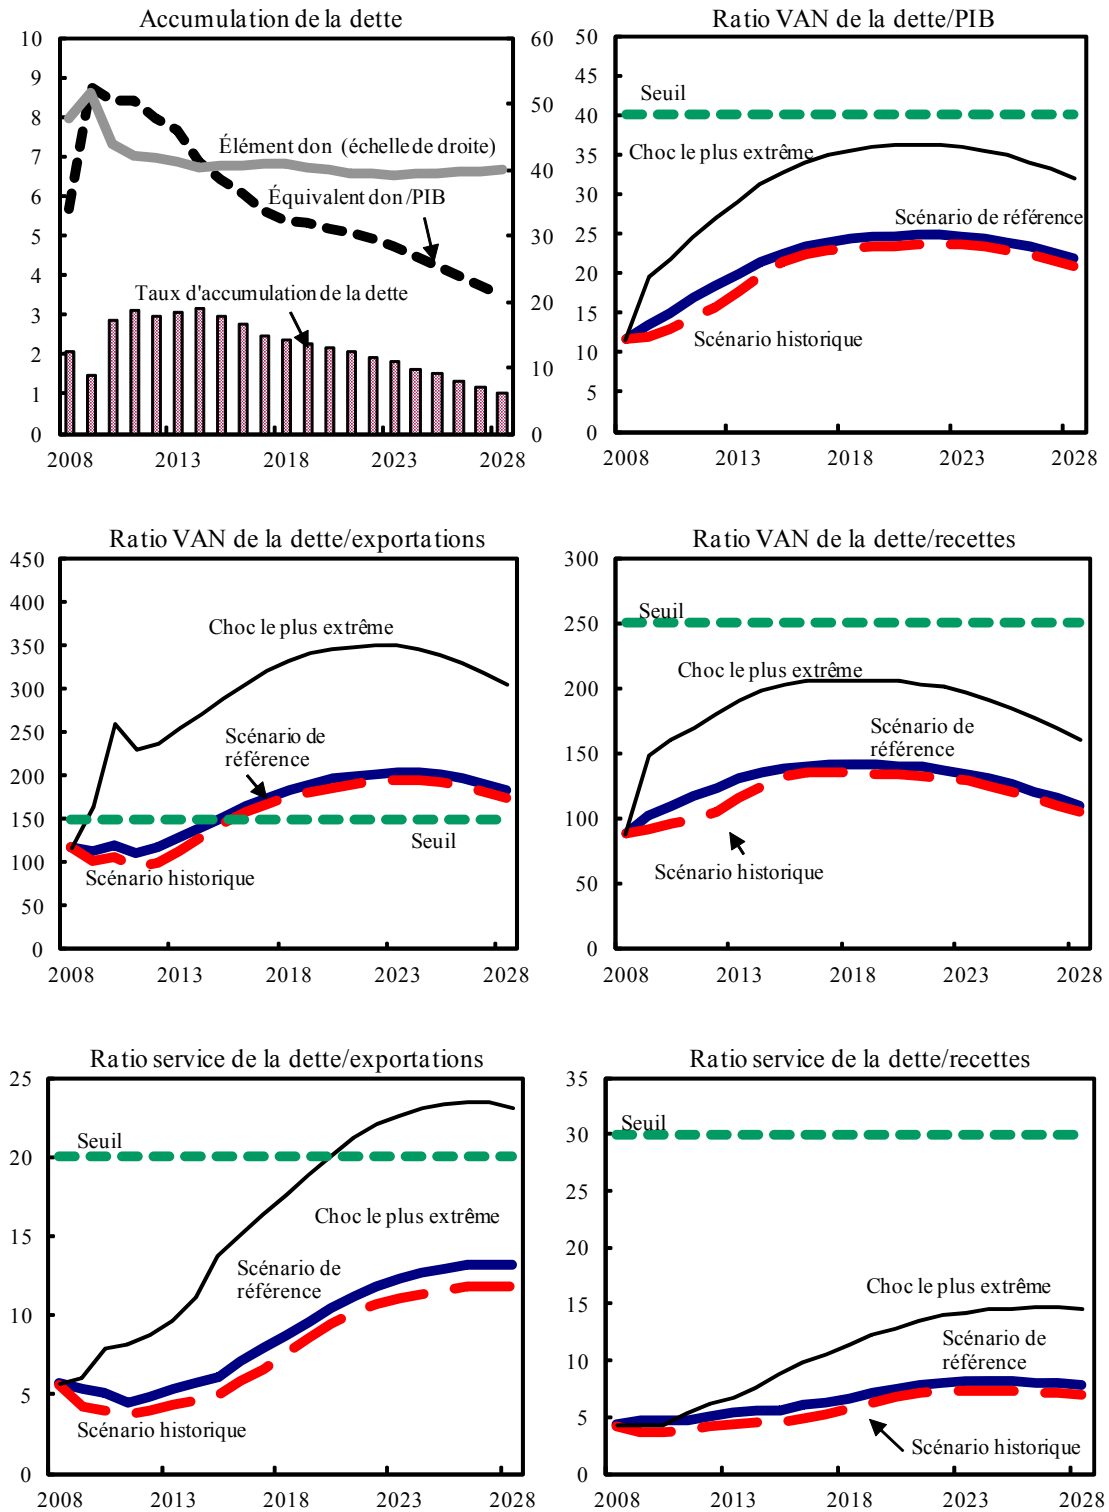 Accumulation de la dette
10
9
8
7
6
5
4
3
2
1
0
60
50
40
30
20
10
0
Élément don (échelle de droite)
Équivalent don /PIB
Taux d'accumulation de la dette
2008
2013
2018
2023
2028
Ratio VAN de la dette/PIB
50
45
40
35
30
25
20
15
10
5
0
Seuil
Choc le plus extrême
Scénario de référence
Scénario historique
2008
2013
2018
2023
2028
Ratio VAN de la dette/exportations
450
400
350
300
250
200
150
100
50
0
Choc le plus extrême
Scénario de
référence
Seuil
Scénario historique
2008
2013
2018
2023
2028
Ratio VAN de la dette/recettes
300
250
200
150
100
50
0
Seuil
Choc le plus extrême
Scénario de
référence
Scénario historique
2008
2013
2018
2023
2028
Ratio service de la dette/exportations
25
20
15
10
5
0
Seuil
Choc le plus extrême
Scénario de
référence
Scénario historique
2008
2013
2018
2023
2028
Ratio service de la dette/recettes
35
30
25
20
15
10
5
0
Seuil
Choc le plus extrême
Scénario de
référence
Scénario historique
2008
2013
2018
2023
2028